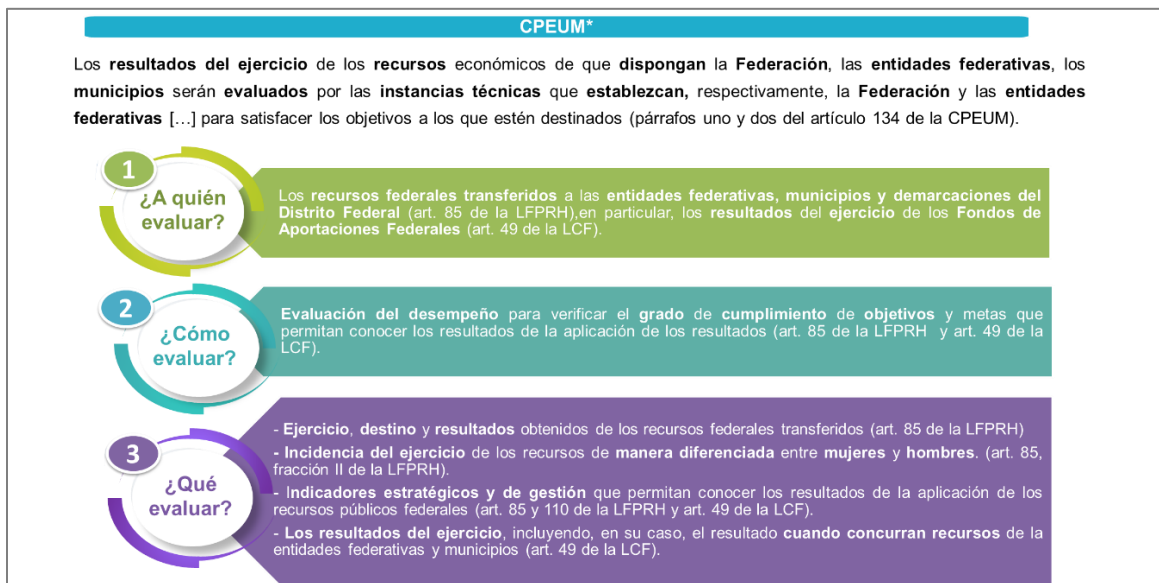 CPEUM*
Los resultados del ejercicio de los recursos económicos de que dispongan la Federación, las entidades federativas, los
municipios serán evaluados por las instancias técnicas que establezcan, respectivamente, la Federación y las entidades
federativas […] para satisfacer los objetivos a los que estén destinados (párrafos uno y dos del artículo 134 de la CPEUM).
1
¿A quién
evaluar?
Los recursos federales transferidos a las entidades federativas, municipios y demarcaciones del
Distrito Federal (art. 85 de la LFPRH),en particular, los resultados del ejercicio de los Fondos de
Aportaciones Federales (art. 49 de la LCF).
2
¿Cómo
evaluar?
Evaluación del desempeño para verificar el grado de cumplimiento de objetivos y metas que
permitan conocer los resultados de la aplicación de los resultados (art. 85 de la LFPRH y art. 49 de la
LCF).
3
¿Qué
evaluar?
- Ejercicio, destino y resultados obtenidos de los recursos federales transferidos (art. 85 de la LFPRH)
- Incidencia del ejercicio de los recursos de manera diferenciada entre mujeres y hombres. (art. 85,
fracción II de la LFPRH).
- Indicadores estratégicos y de gestión que permitan conocer los resultados de la aplicación de los
recursos públicos federales (art. 85 y 110 de la LFPRH y art. 49 de la LCF).
- Los resultados del ejercicio, incluyendo, en su caso, el resultado cuando concurran recursos de la
entidades federativas y municipios (art. 49 de la LCF).